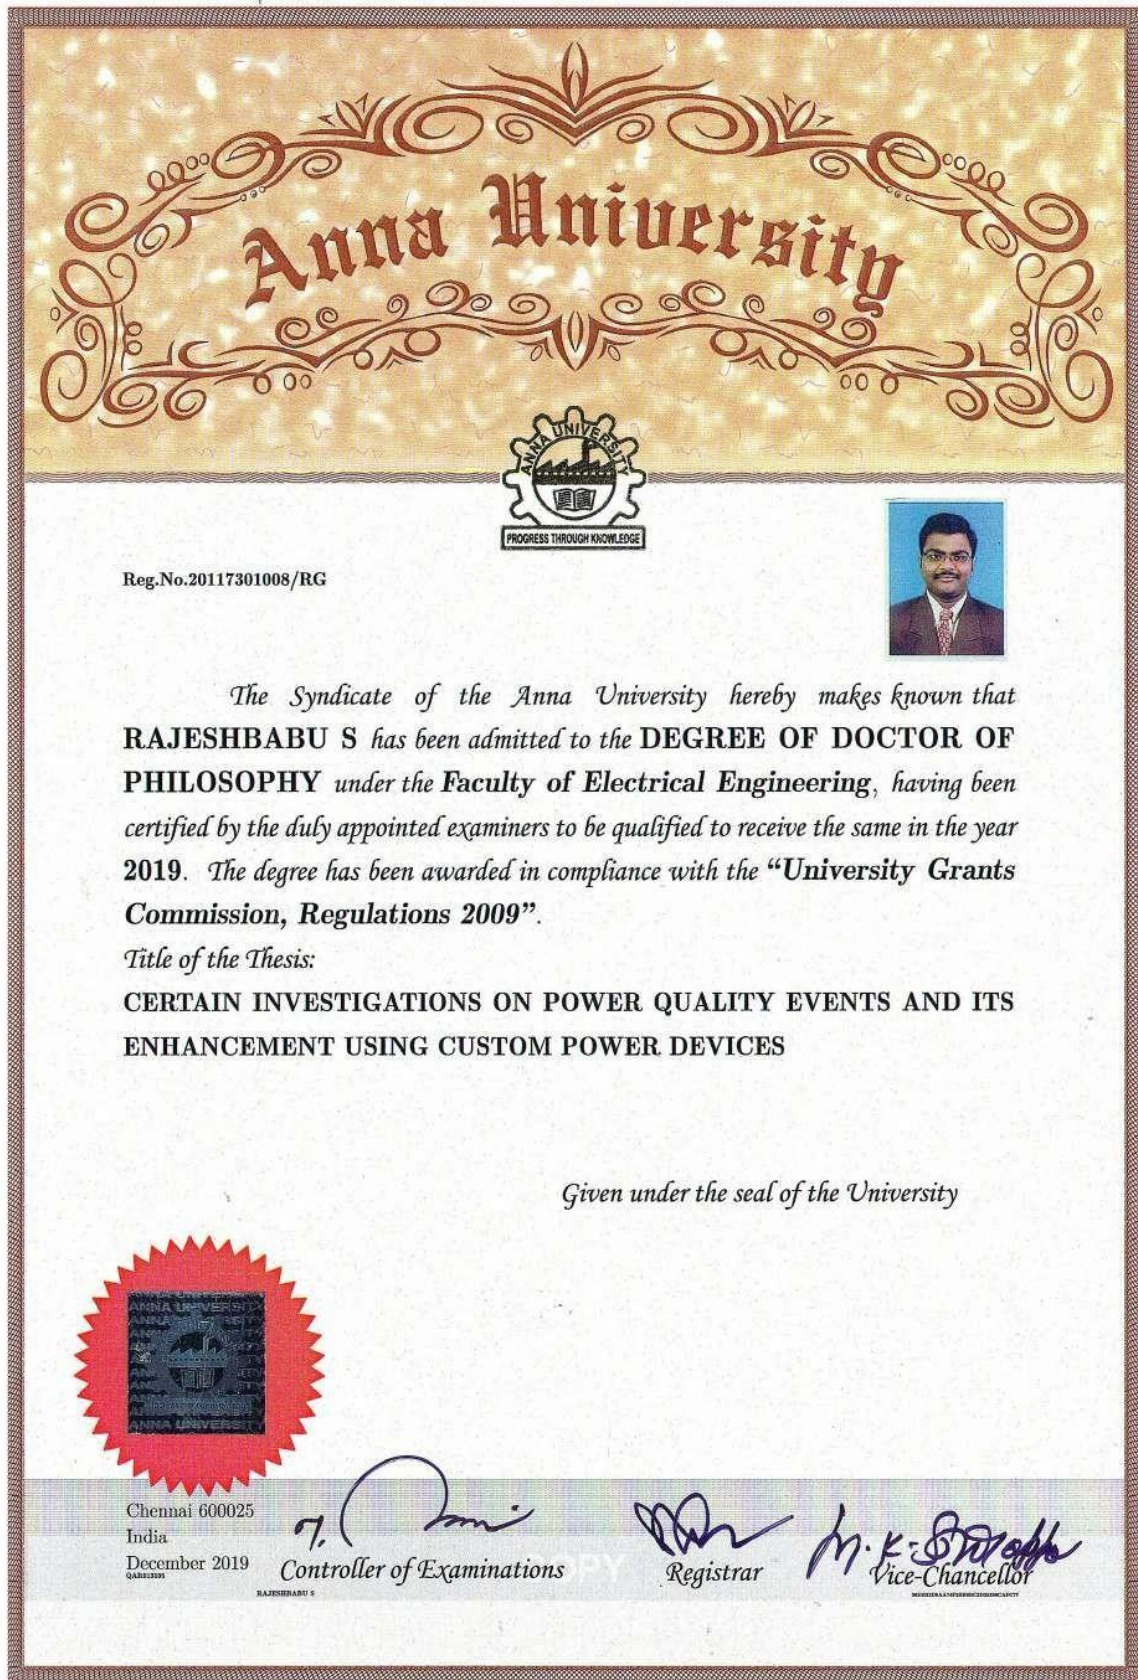 Anna University
ANNA UNIVERSITY
PROGRESS THROUGH KNOWLEDGE
Reg.No.20117301008/RG
The Syndicate of the Anna University hereby makes known that
RAJESHBABU S has been admitted to the DEGREE OF DOCTOR OF
PHILOSOPHY under the Faculty of Electrical Engineering, having been
certified by the duly appointed examiners to be qualified to receive the same in the year
2019. The degree has been awarded in compliance with the “University Grants
Commission, Regulations 2009”.
Title of the Thesis:
CERTAIN INVESTIGATIONS ON POWER QUALITY EVENTS AND ITS
ENHANCEMENT USING CUSTOM POWER DEVICES
Given under the seal of the University
ANNA UNIVERSITY
ANNA UNIVERSITY
Chennai 600025
India
December 2019
Controller of Examinations
Registrar
Vice-Chancellor
RAJESHBABU S